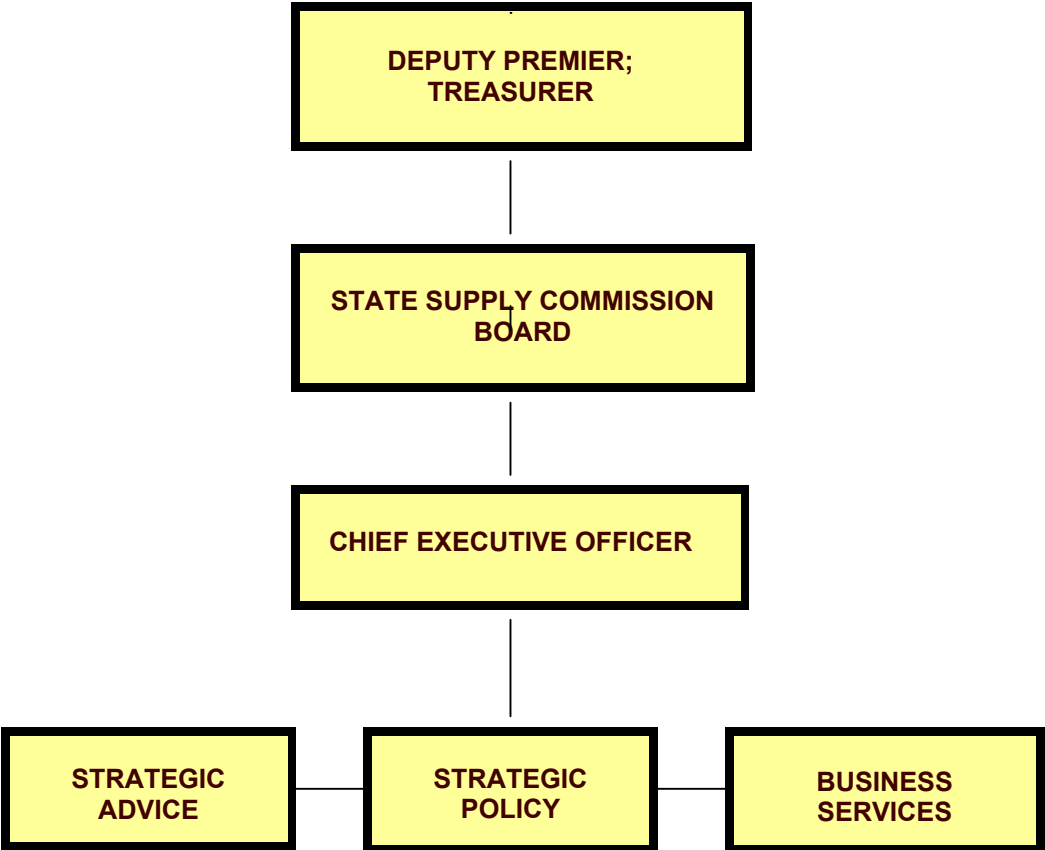 DEPUTY PREMIER;
TREASURER
STATE SUPPLY COMMISSION
BOARD
CHIEF EXECUTIVE OFFICER
STRATEGIC
ADVICE
STRATEGIC
POLICY
BUSINESS
SERVICES